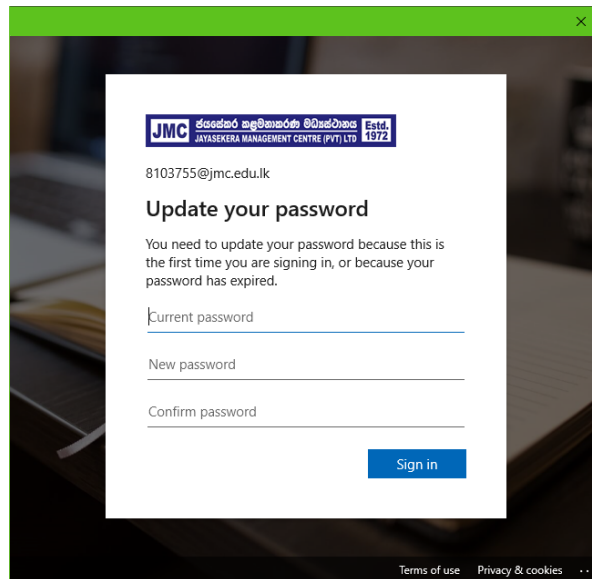 JMC ජයසේකර කළමනාකරණ මධ්‍යස්ථානය Estd.
JAYASEKERA MANAGEMENT CENTRE (PVT) LTD 1972
8103755@jmc.edu.lk
Update your password
You need to update your password because this is
the first time you are signing in, or because your
password has expired.
Current password
New password
Confirm password
Sign in
Terms of use Privacy & cookies